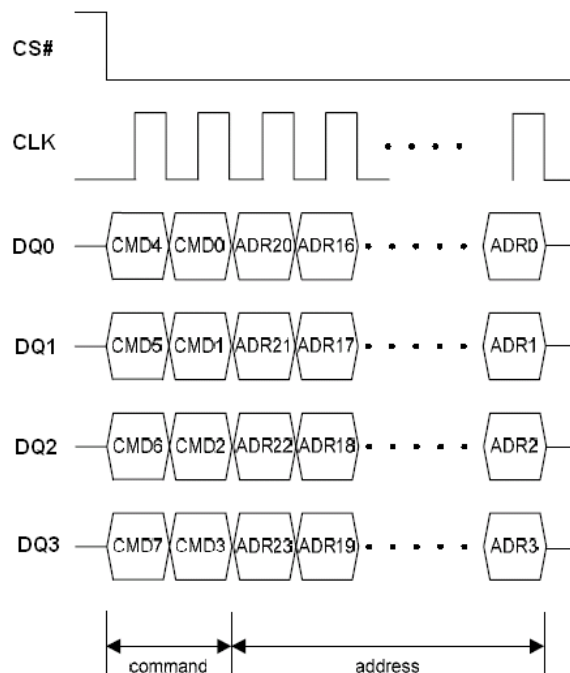 CS#
CLK
DQ0 CMD4 CMD0 ADR20 ADR16 ADR0
DQ1 CMD5 CMD1 ADR21 ADR17 ADR1
DQ2 CMD6 CMD2 ADR22 ADR18 ADR2
DQ3 CMD7 CMD3 ADR23 ADR19 ADR3
command address